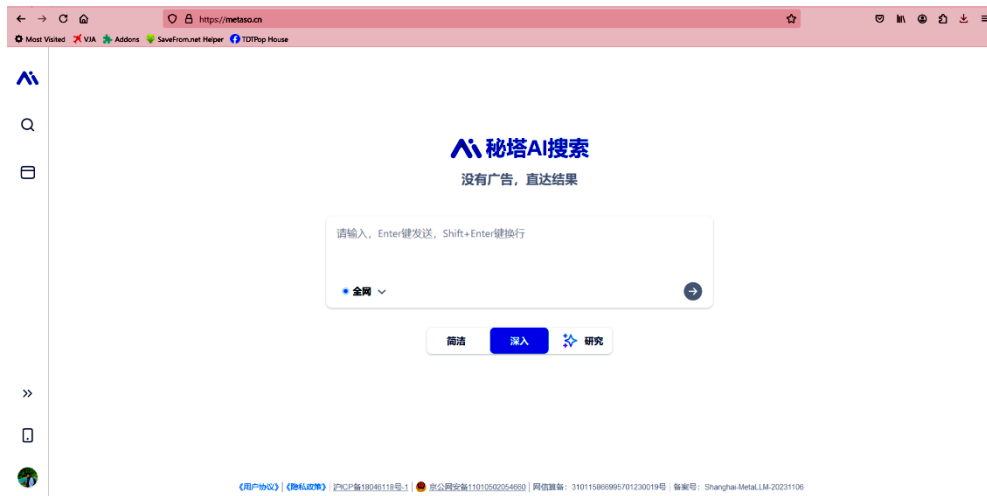 https://metaso.cn
Most Visited VJA Addons SaveFrom.net Helper TDTPop House
秘塔AI搜索
没有广告，直达结果
请输入，Enter键发送，Shift+Enter键换行
全网
简洁 深入 研究
《用户协议》 | 《隐私政策》 | 沪ICP备18046118号-1 | 京公网安备11010502054660 | 网信算备：310115866995701230019号 | 备案号：Shanghai-MetaLLM-20231106